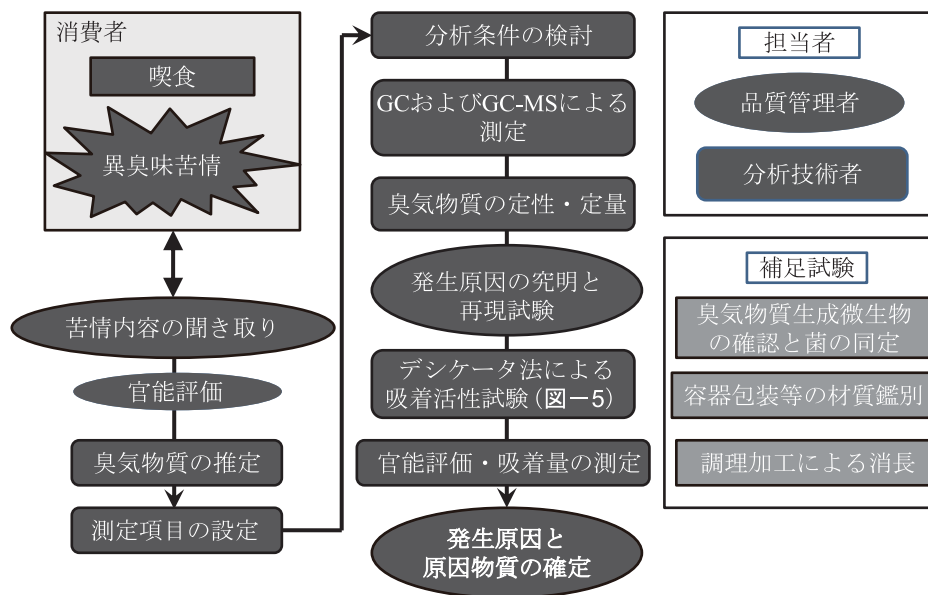 消費者
喫食
異臭味苦情
苦情内容の聞き取り
官能評価
臭気物質の推定
測定項目の設定
分析条件の検討
GCおよびGC-MSによる
測定
臭気物質の定性・定量
発生原因の究明と
再現試験
デシケータ法による
吸着活性試験(図－5)
官能評価・吸着量の測定
発生原因と
原因物質の確定
担当者
品質管理者
分析技術者
補足試験
臭気物質生成微生物
の確認と菌の同定
容器包装等の材質鑑別
調理加工による消長